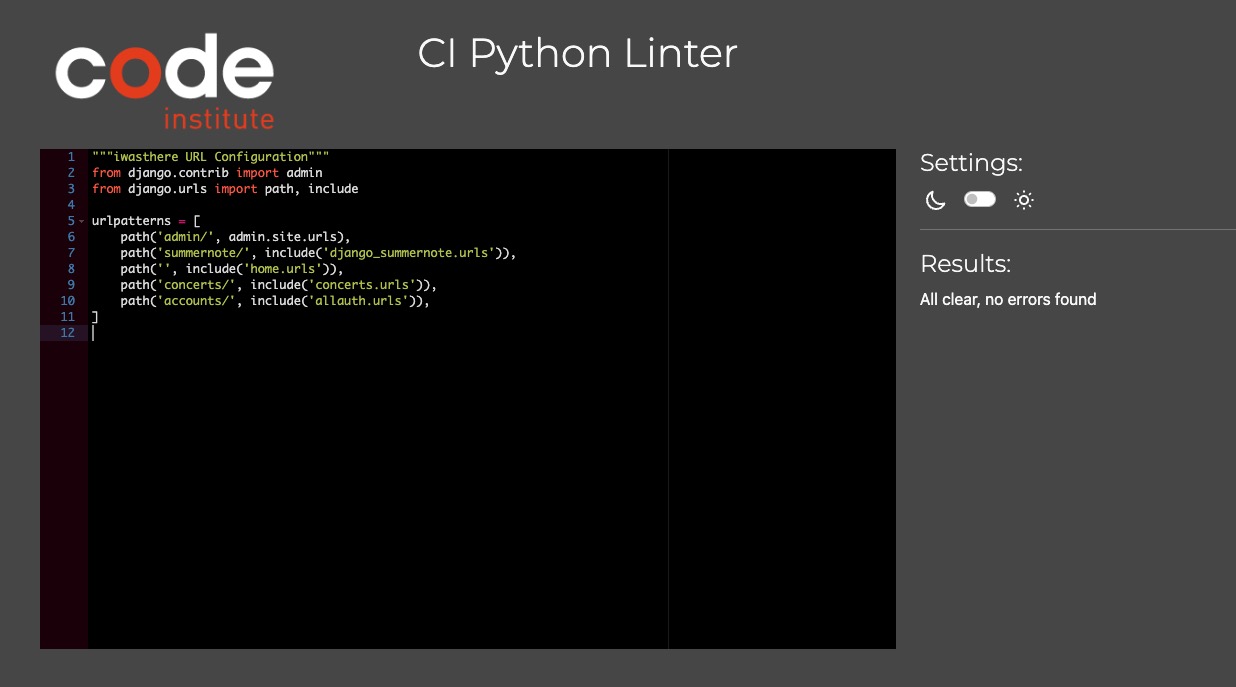 code
institute
CI Python Linter
1 """iwasthere URL Configuration"""
2 from django.contrib import admin
3 from django.urls import path, include
4
5 urlpatterns = [
6     path('admin/', admin.site.urls),
7     path('summernote/', include('django_summernote.urls')),
8     path('', include('home.urls')),
9     path('concerts/', include('concerts.urls')),
10     path('accounts/', include('allauth.urls')),
11 ]
12
Settings:
Results:
All clear, no errors found